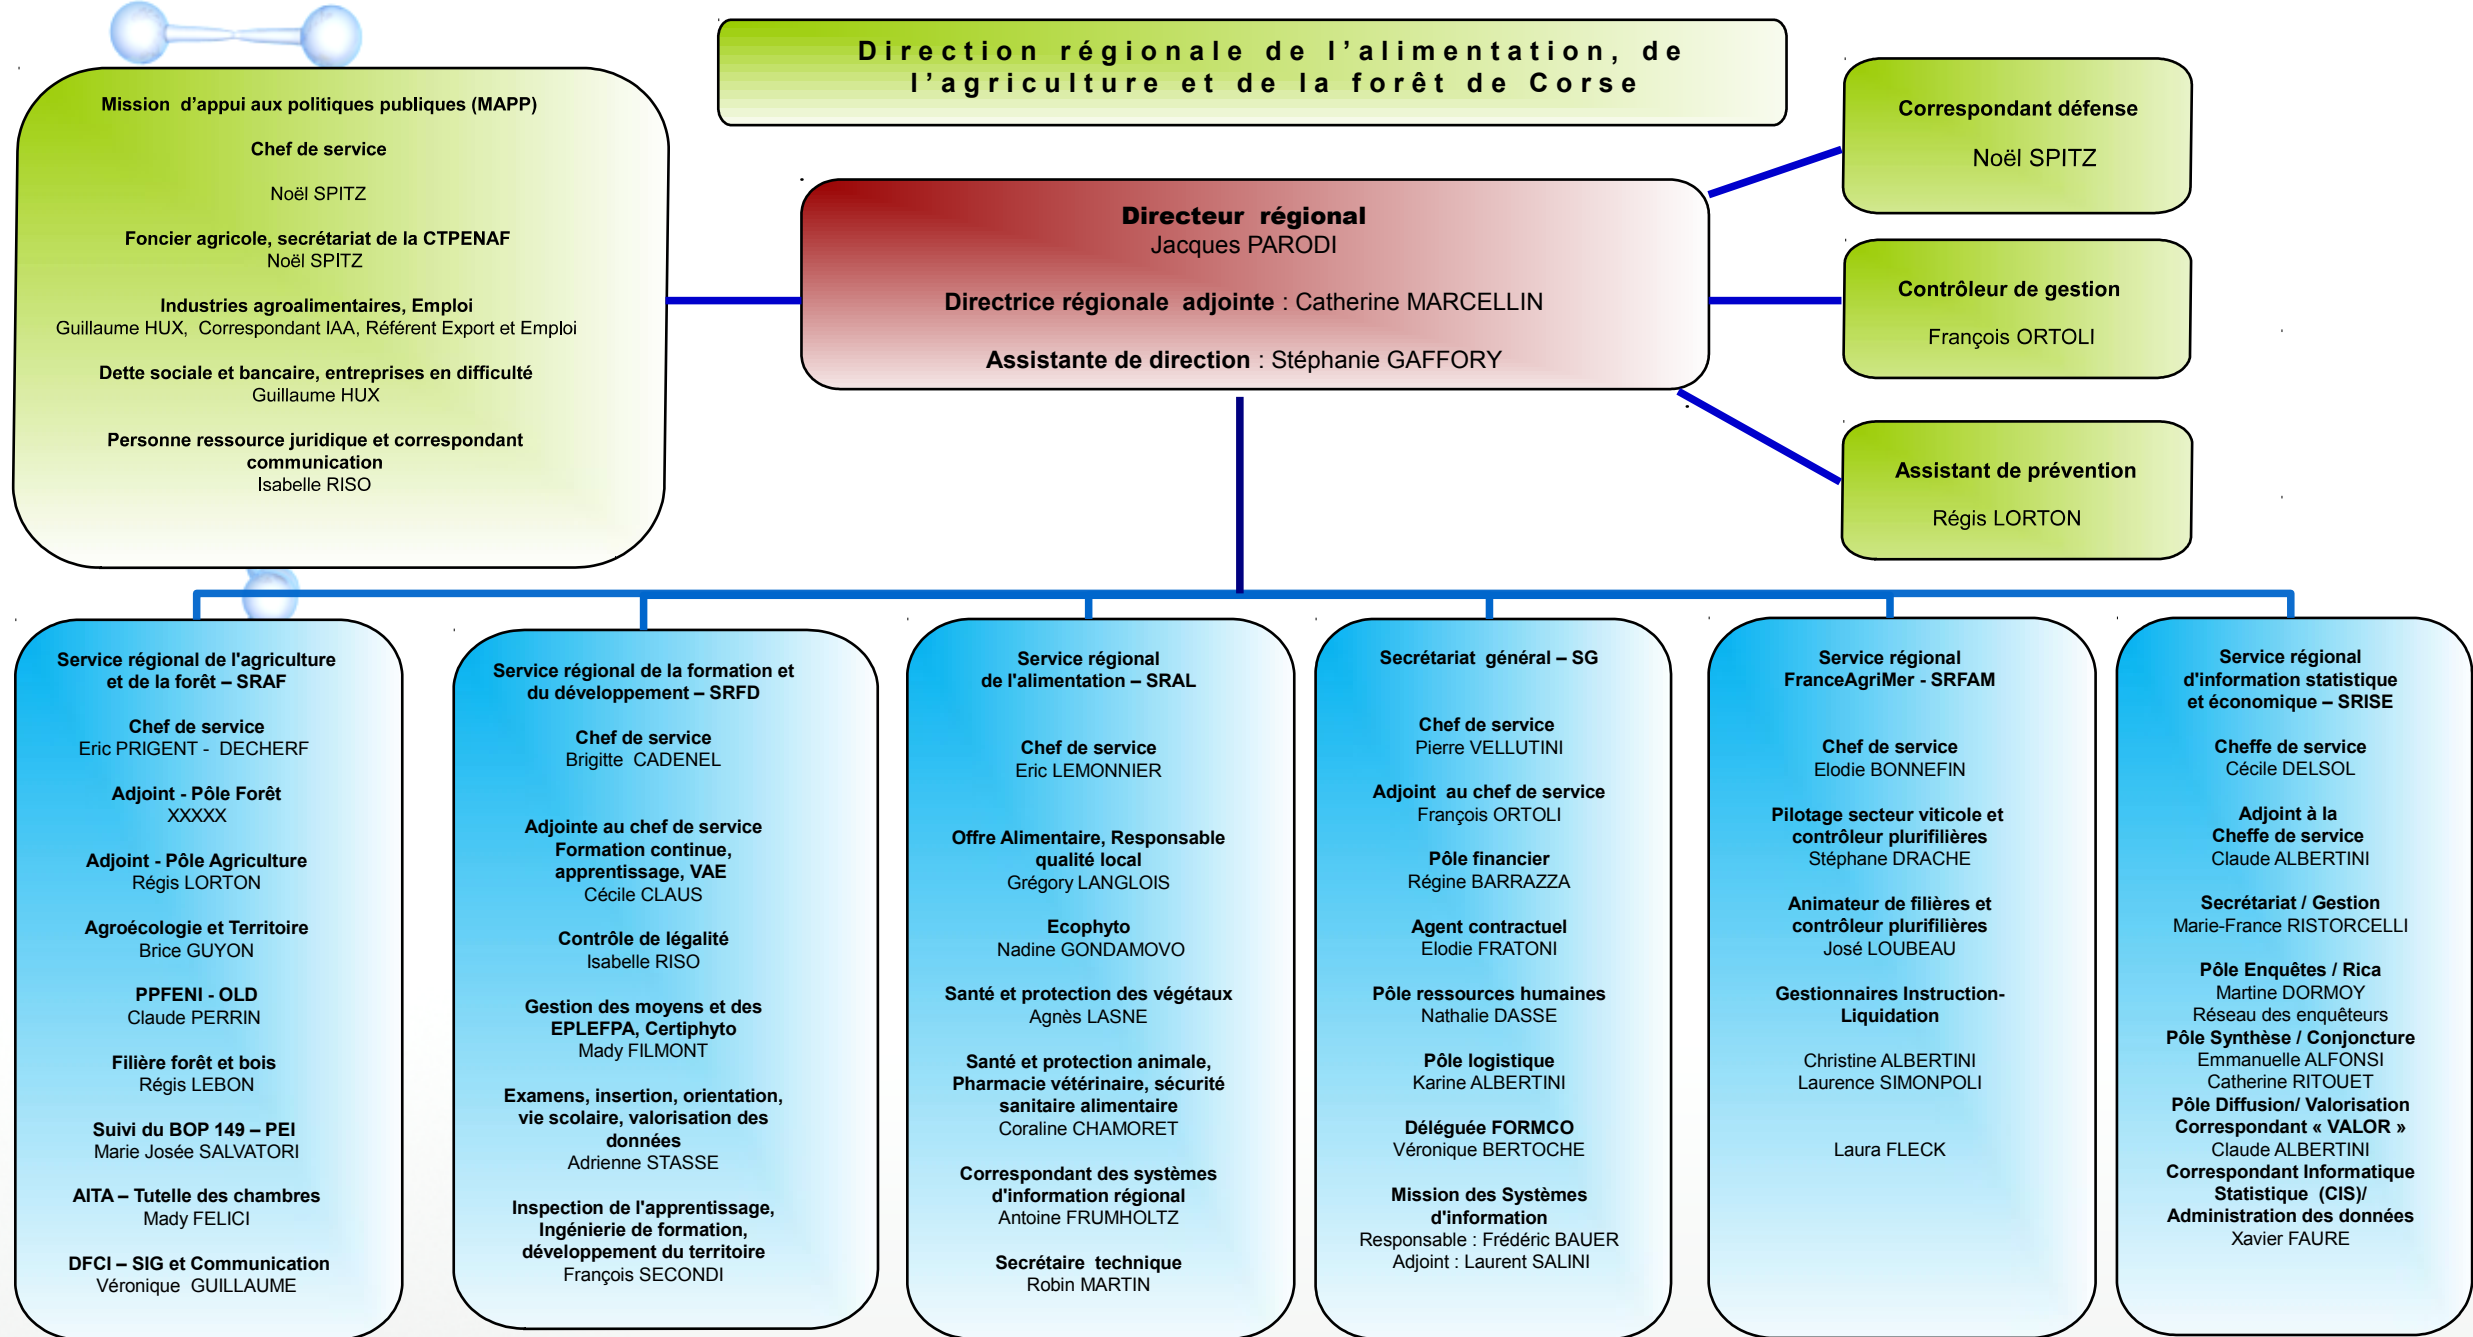 Direction régionale de l'alimentation, de
l'agriculture et de la forêt de Corse
Mission d'appui aux politiques publiques (MAPP)
Chef de service
Noël SPITZ
Foncier agricole, secrétariat de la CTPENAF
Noël SPITZ
Industries agroalimentaires, Emploi
Guillaume HUX, Correspondant IAA, Référent Export et Emploi
Dette sociale et bancaire, entreprises en difficulté
Guillaume HUX
Personne ressource juridique et correspondant
communication
Isabelle RISO
Directeur régional
Jacques PARODI
Directrice régionale adjointe : Catherine MARCELLIN
Assistante de direction : Stéphanie GAFFORY
Correspondant défense
Noël SPITZ
Contrôleur de gestion
François ORTOLI
Assistant de prévention
Régis LORTON
Service régional de l'agriculture
et de la forêt – SRAF
Chef de service
Eric PRIGENT - DECHERF
Adjoint - Pôle Forêt
XXXXX
Adjoint - Pôle Agriculture
Régis LORTON
Agroécologie et Territoire
Brice GUYON
PPFENI - OLD
Claude PERRIN
Filière forêt et bois
Régis LEBON
Suivi du BOP 149 – PEI
Marie Josée SALVATORI
AITA – Tutelle des chambres
Mady FELICI
DFCI – SIG et Communication
Véronique GUILLAUME
Service régional de la formation et
du développement – SRFD
Chef de service
Brigitte CADENEL
Adjointe au chef de service
Formation continue,
apprentissage, VAE
Cécile CLAUS
Contrôle de légalité
Isabelle RISO
Gestion des moyens et des
EPLEFPA, Certiphyto
Mady FILMONT
Examens, insertion, orientation,
vie scolaire, valorisation des
données
Adrienne STASSE
Inspection de l'apprentissage,
Ingénierie de formation,
développement du territoire
François SECONDI
Service régional
de l'alimentation – SRAL
Chef de service
Eric LEMONNIER
Offre Alimentaire, Responsable
qualité local
Grégory LANGLOIS
Ecophyto
Nadine GONDAMOVO
Santé et protection des végétaux
Agnès LASNE
Santé et protection animale,
Pharmacie vétérinaire, sécurité
sanitaire alimentaire
Coraline CHAMORET
Correspondant des systèmes
d'information régional
Antoine FRUMHOLTZ
Secrétaire technique
Robin MARTIN
Secrétariat général – SG
Chef de service
Pierre VELLUTINI
Adjoint au chef de service
François ORTOLI
Pôle financier
Régine BARRAZZA
Agent contractuel
Elodie FRATONI
Pôle ressources humaines
Nathalie DASSE
Pôle logistique
Karine ALBERTINI
Déléguée FORMCO
Véronique BERTOCHE
Mission des Systèmes
d'information
Responsable : Frédéric BAUER
Adjoint : Laurent SALINI
Service régional
FranceAgriMer - SRFAM
Chef de service
Elodie BONNEFIN
Pilotage secteur viticole et
contrôleur plurifilières
Stéphane DRACHE
Animateur de filières et
contrôleur plurifilières
José LOUBEAU
Gestionnaires Instruction-
Liquidation
Christine ALBERTINI
Laurence SIMONPOLI
Laura FLECK
Service régional
d'information statistique
et économique – SRISE
Cheffe de service
Cécile DELSOL
Adjoint à la
Cheffe de service
Claude ALBERTINI
Secrétariat / Gestion
Marie-France RISTORCELLI
Pôle Enquêtes / Rica
Martine DORMOY
Réseau des enquêteurs
Pôle Synthèse / Conjoncture
Emmanuelle ALFONSI
Catherine RITOUET
Pôle Diffusion/ Valorisation
Correspondant « VALOR »
Claude ALBERTINI
Correspondant Informatique
Statistique (CIS)/
Administration des données
Xavier FAURE